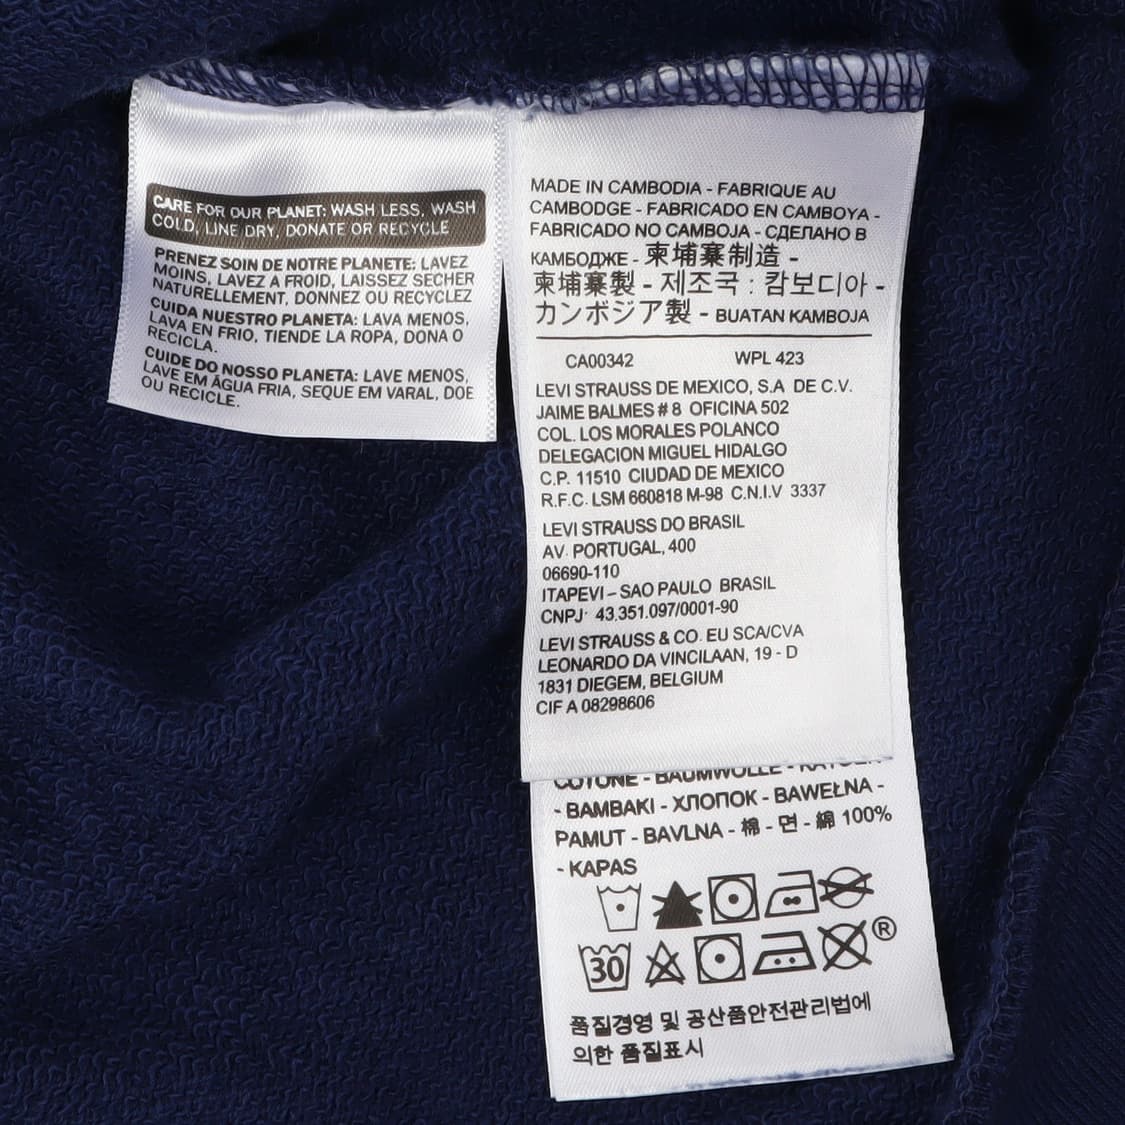 CARE FOR OUR PLANET: WASH LESS, WASH
COLD, LINE DRY, DONATE OR RECYCLE
PRENEZ SOIN DE NOTRE PLANETE: LAVEZ
MOINS, LAVEZ A FROID, LAISSEZ SECHER
NATURELLEMENT, DONNEZ OU RECYCLEZ
CUIDA NUESTRO PLANETA: LAVA MENOS,
LAVA EN FRIO, TIENDE LA ROPA, DONA O
RECICLA.
CUIDE DO NOSSO PLANETA: LAVE MENOS,
LAVE EM ÁGUA FRIA, SEQUE EM VARAL, DOE
OU RECICLE.
MADE IN CAMBODIA - FABRIQUE AU
CAMBODGE - FABRICADO EN CAMBOYA -
FABRICADO NO CAMBOJA - СДЕЛАНО В
КАМБОДЖЕ - 柬埔寨制造 -
柬埔寨製 - 제조국 : 캄보디아 -
カンボジア製 - BUATAN KAMBOJA
CA00342 WPL 423
LEVI STRAUSS DE MEXICO, S.A DE C.V.
JAIME BALMES # 8 OFICINA 502
COL. LOS MORALES POLANCO
DELEGACION MIGUEL HIDALGO
C.P. 11510 CIUDAD DE MEXICO
R.F.C. LSM 660818 M-98 C.N.I.V 3337
LEVI STRAUSS DO BRASIL
AV. PORTUGAL, 400
06690-110
ITAPEVI – SAO PAULO BRASIL
CNPJ: 43.351.097/0001-90
LEVI STRAUSS & CO. EU SCA/CVA
LEONARDO DA VINCILAAN, 19 - D
1831 DIEGEM, BELGIUM
CIF A 08298606
COTONE - BAUMWOLLE -
- BAMBAKI - ХЛОПОК - BAWEŁNA -
PAMUT - BAVLNA - 棉 - 면 - 綿 100%
- KAPAS
30 ®
품질경영 및 공산품안전관리법에
의한 품질표시